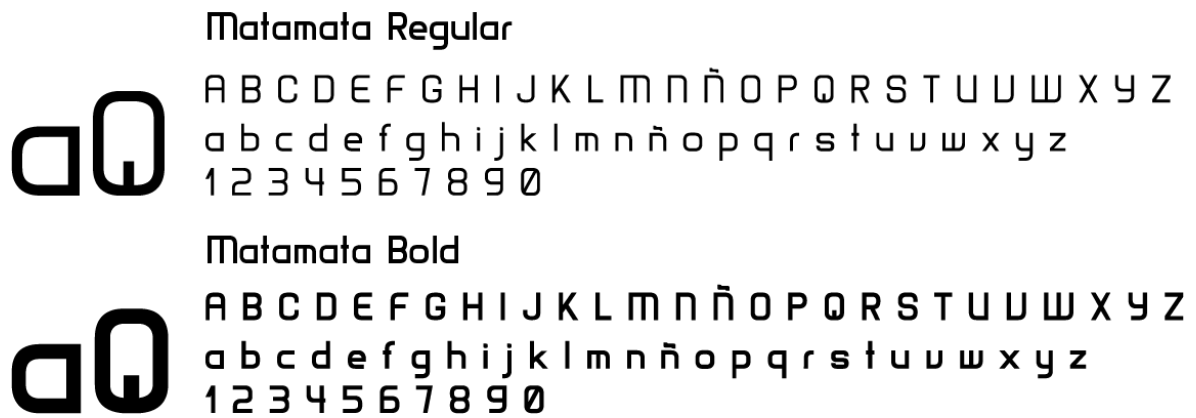 Matamata Regular
aQ
A B C D E F G H I J K L M N Ñ O P Q R S T U V W X Y Z
a b c d e f g h i j k l m n ñ o p q r s t u v w x y z
1 2 3 4 5 6 7 8 9 0
Matamata Bold
aQ
A B C D E F G H I J K L M N Ñ O P Q R S T U V W X Y Z
a b c d e f g h i j k l m n ñ o p q r s t u v w x y z
1 2 3 4 5 6 7 8 9 0